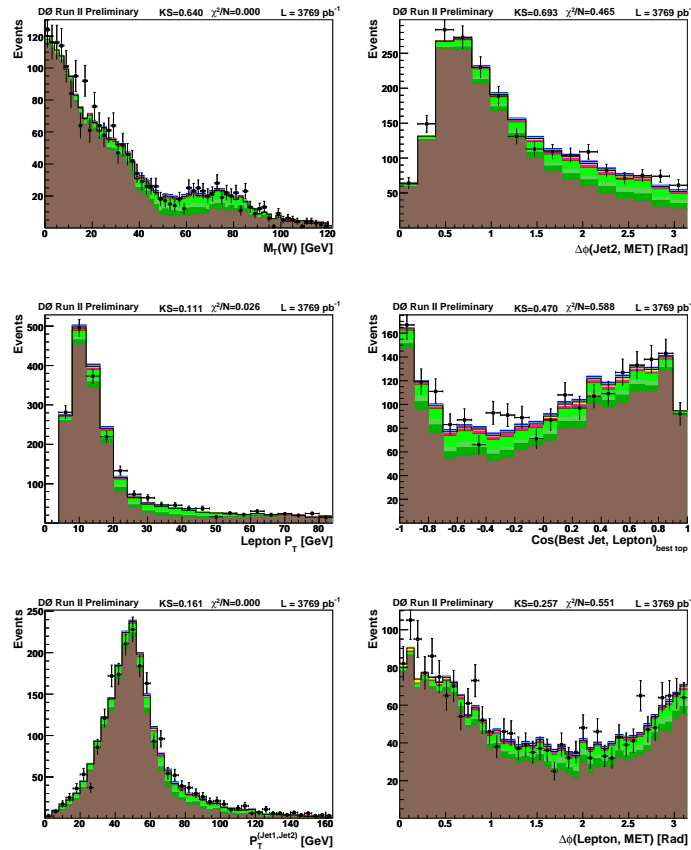 DØ Run II Preliminary KS=0.640 χ²/N=0.000 L = 3769 pb⁻¹
Events
120
100
80
60
40
20
0 20 40 60 80 100 120
M_T(W) [GeV]
DØ Run II Preliminary KS=0.693 χ²/N=0.465 L = 3769 pb⁻¹
Events
300
250
200
150
100
50
0 0.5 1 1.5 2 2.5 3
Δϕ(Jet2, MET) [Rad]
DØ Run II Preliminary KS=0.111 χ²/N=0.026 L = 3769 pb⁻¹
Events
500
400
300
200
100
0 10 20 30 40 50 60 70 80
Lepton P_T [GeV]
DØ Run II Preliminary KS=0.470 χ²/N=0.588 L = 3769 pb⁻¹
Events
160
140
120
100
80
60
40
20
-1 -0.8 -0.6 -0.4 -0.2 0 0.2 0.4 0.6 0.8 1
Cos(Best Jet, Lepton)_best top
DØ Run II Preliminary KS=0.161 χ²/N=0.000 L = 3769 pb⁻¹
Events
250
200
150
100
50
0 20 40 60 80 100 120 140 160
P_T^(Jet1,Jet2) [GeV]
DØ Run II Preliminary KS=0.257 χ²/N=0.551 L = 3769 pb⁻¹
Events
100
80
60
40
20
0 0.5 1 1.5 2 2.5 3
Δϕ(Lepton, MET) [Rad]